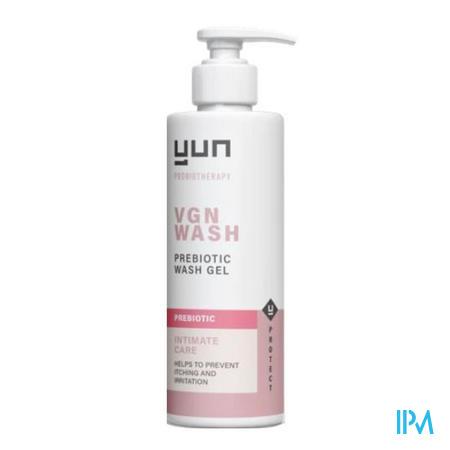 yun
PROBIOTHERAPY
VGN
WASH
PREBIOTIC
WASH GEL
PREBIOTIC
INTIMATE
CARE
HELPS TO PREVENT
ITCHING AND
IRRITATION
PROTECT
IPM